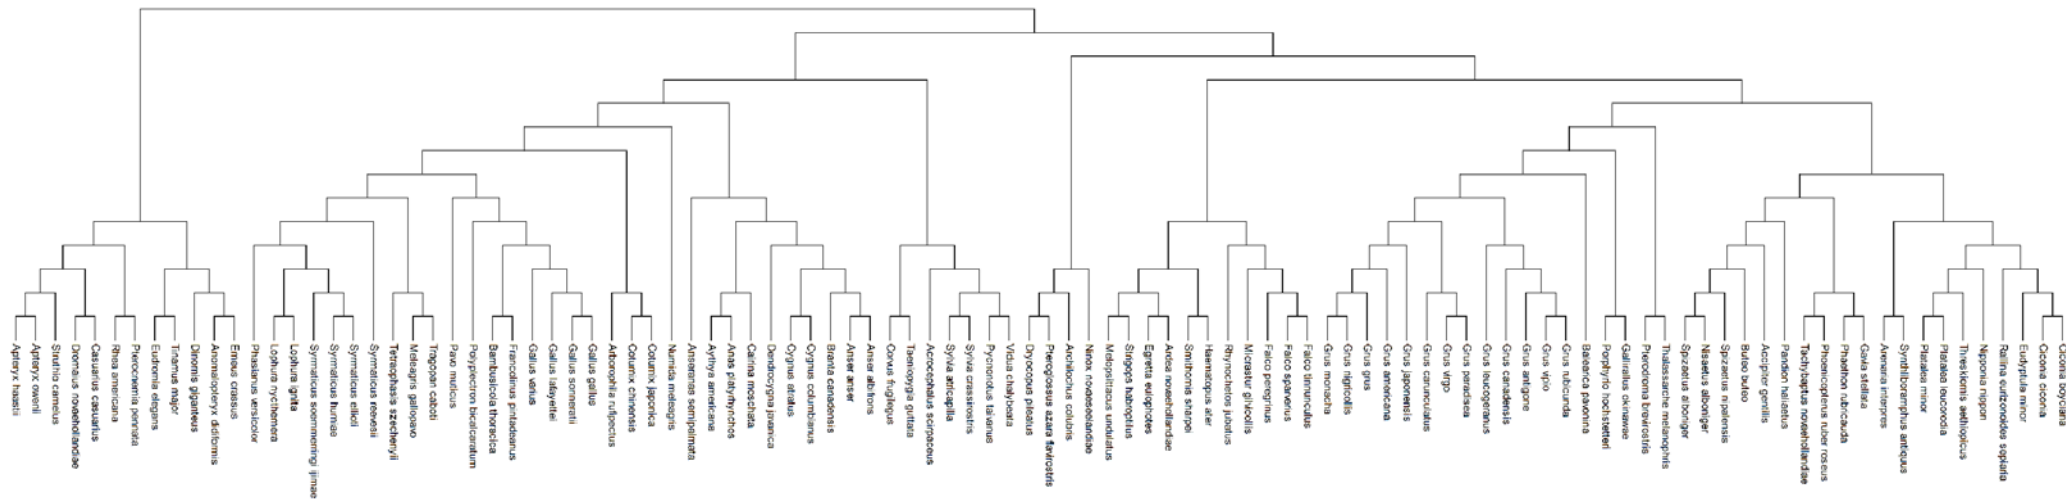 Apteryx haastii
Apteryx owenii
Struthio camelus
Dromaius novaehollandiae
Casuarius casuarius
Rhea americana
Pterocnemia pennata
Eudromia elegans
Tinamus major
Dinornis giganteus
Anomalopteryx didiformis
Emeus crassus
Phasianus versicolor
Lophura nycthemera
Lophura ignita
Syrmaticus soemmerringi ijimae
Syrmaticus humiae
Syrmaticus ellioti
Syrmaticus reevesii
Tetraophasis szechenyii
Meleagris gallopavo
Tragopan caboti
Pavo muticus
Polyplectron bicalcaratum
Bambusicola thoracica
Francolinus pintadeanus
Gallus varius
Gallus lafayettei
Gallus sonneratii
Gallus gallus
Arborophila rufipectus
Coturnix chinensis
Coturnix japonica
Numida meleagris
Anseranas semipalmata
Aythya americana
Anas platyrhynchos
Cairina moschata
Dendrocygna javanica
Cygnus atratus
Cygnus columbianus
Branta canadensis
Anser anser
Anser albifrons
Corvus frugilegus
Taeniopygia guttata
Acrocephalus scirpaceus
Sylvia atricapilla
Sylvia crassirostris
Pycnonotus taivanus
Vidua chalybeata
Dryocopus pileatus
Pteroglossus azara flavirostris
Archilochus colubris
Ninox novaeseelandiae
Melopsittacus undulatus
Strigops habroptilus
Egretta eulophotes
Ardea novaehollandiae
Smithornis sharpei
Haematopus ater
Rhynochetos jubatus
Micrastur gilvicollis
Falco peregrinus
Falco sparverius
Falco tinnunculus
Grus monacha
Grus nigricollis
Grus grus
Grus americana
Grus japonensis
Grus canunculatus
Grus virgo
Grus paradisea
Grus leucogeranus
Grus canadensis
Grus antigone
Grus vipio
Grus rubicunda
Balearica pavonina
Porphyrio hochstetteri
Gallirallus okinawae
Pterodroma brevirostris
Thalassarche melanophris
Spizaetus alboniger
Nisaetus alboniger
Spizaetus nipalensis
Buteo buteo
Accipiter gentilis
Pandion haliaetus
Tachybaptus novaehollandiae
Phoenicopterus ruber roseus
Phaethon rubricauda
Gavia stellata
Arenaria interpres
Synthliboramphus antiquus
Platalea minor
Platalea leucorodia
Threskiornis aethiopicus
Nipponia nippon
Rallina eurizonoides sepiaria
Eudyptula minor
Ciconia ciconia
Ciconia boyciana